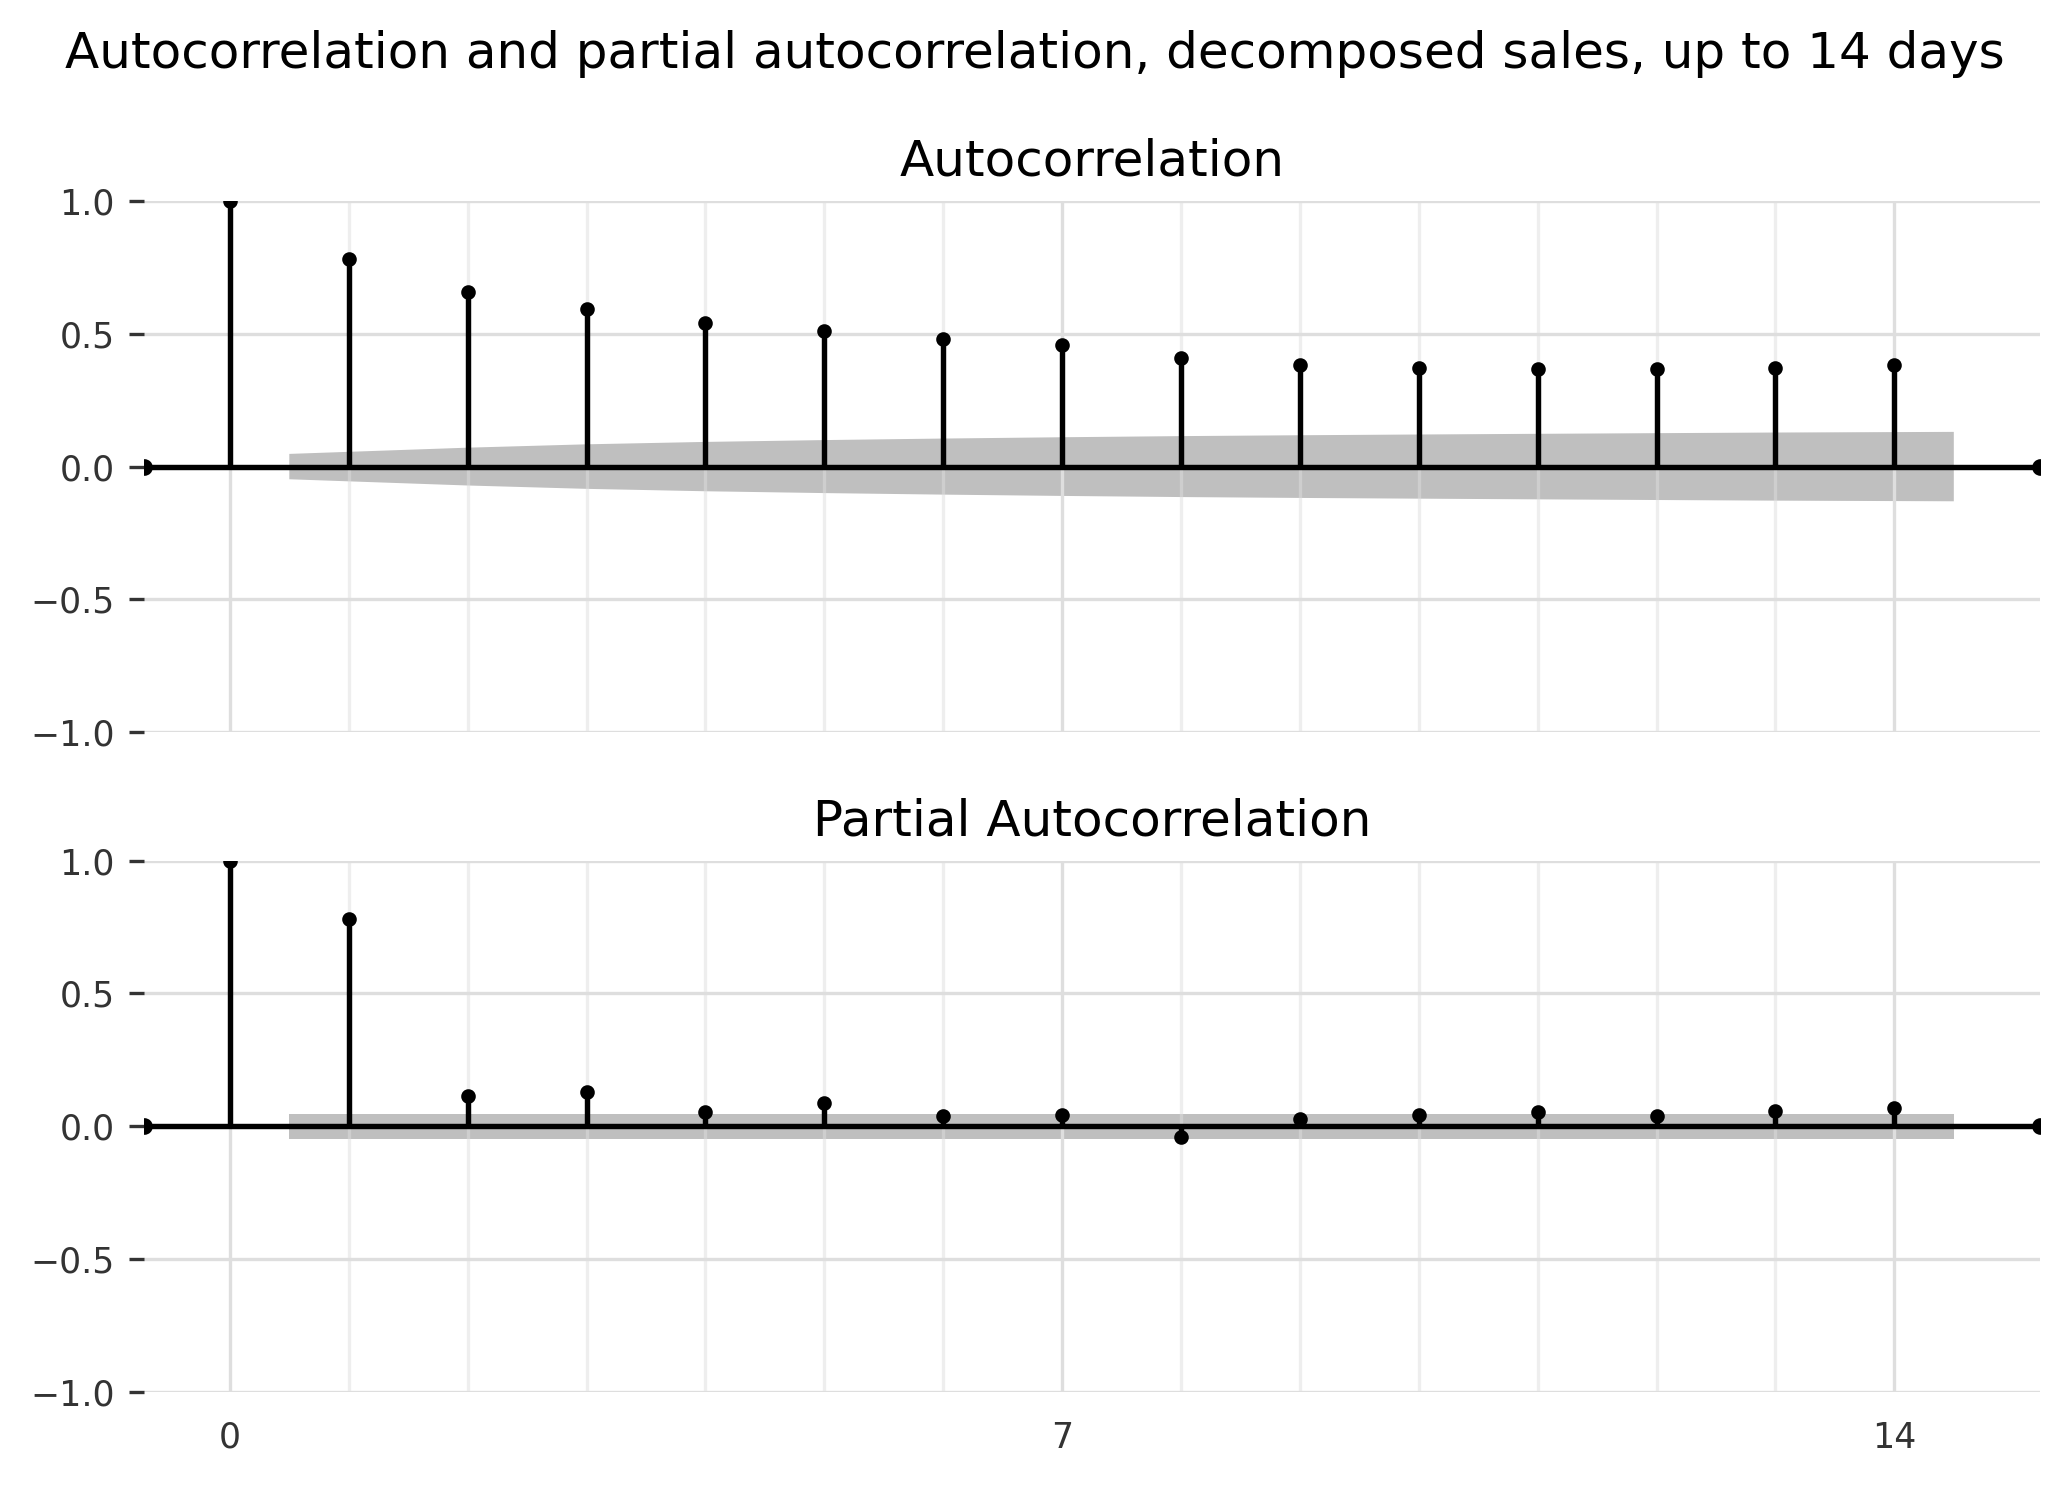 Autocorrelation and partial autocorrelation, decomposed sales, up to 14 days
Autocorrelation
1.0
0.5
0.0
−0.5
−1.0
Partial Autocorrelation
1.0
0.5
0.0
−0.5
−1.0
0 7 14